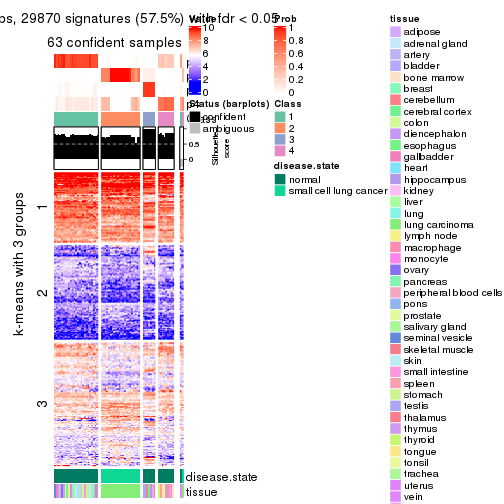 ps, 29870 signatures (57.5%) with fdr < 0.05
63 confident samples
Value
10
8
6
4
2
0
Prob
1
0.8
0.6
0.4
0.2
0
Status (barplots)
confident
ambiguous
Class
1
2
3
4
disease.state
normal
small cell lung cancer
1
0.5
0
Silhouette
score
k-means with 3 groups
1
2
3
disease.state
tissue
tissue
adipose
adrenal gland
artery
bladder
bone marrow
breast
cerebellum
cerebral cortex
colon
diencephalon
esophagus
gallbadder
heart
hippocampus
kidney
liver
lung
lung carcinoma
lymph node
macrophage
monocyte
ovary
pancreas
peripheral blood cells
pons
prostate
salivary gland
seminal vesicle
skeletal muscle
skin
small intestine
spleen
stomach
testis
thalamus
thymus
thyroid
tongue
tonsil
trachea
uterus
vein